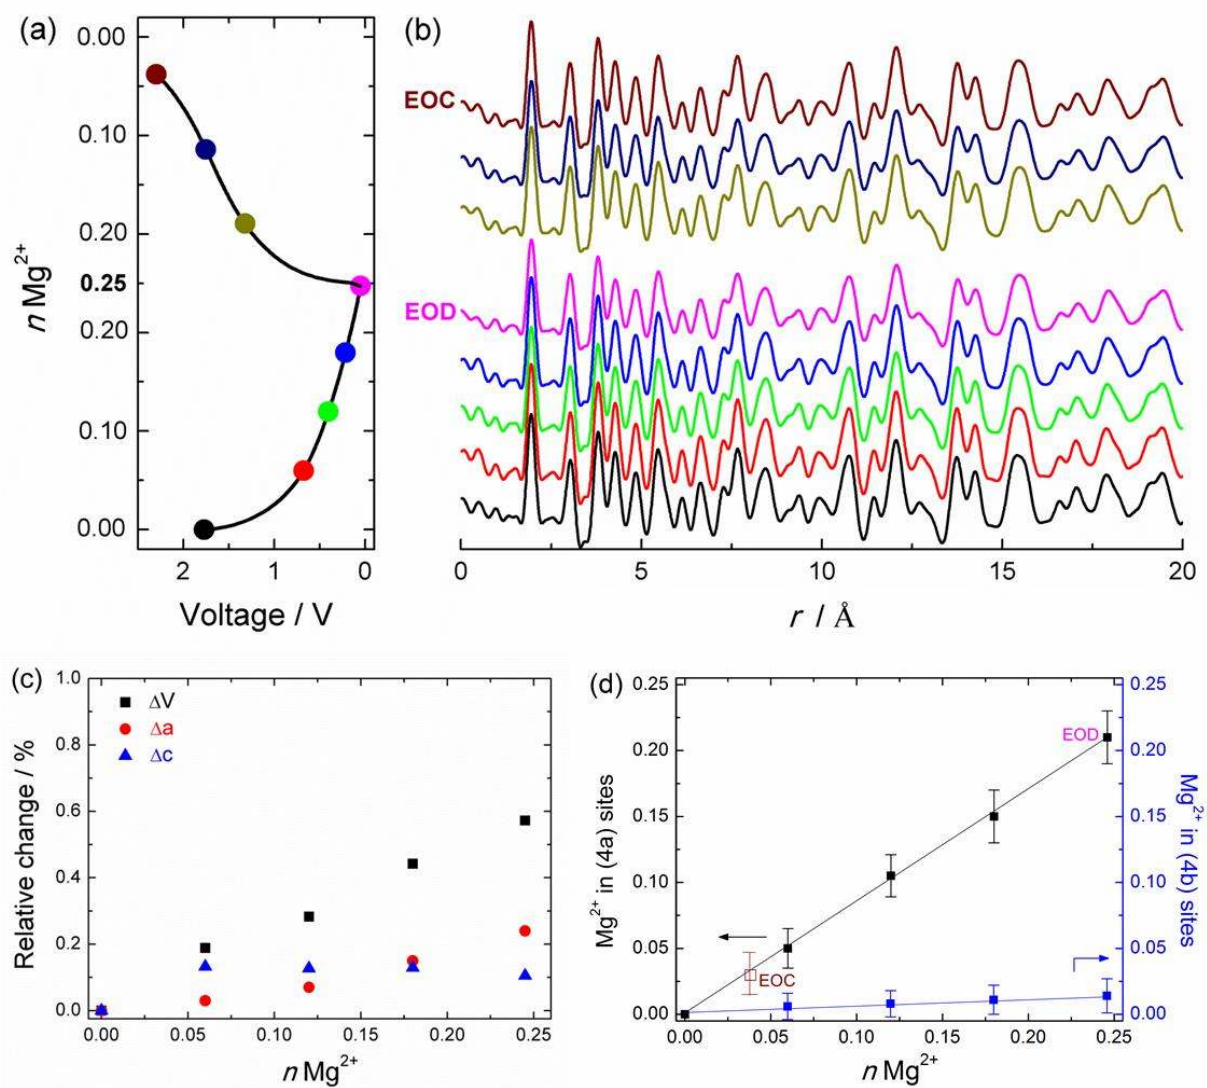 (a)
0.00
0.10
0.20
0.25
0.20
0.10
0.00
n Mg2+
2 1 0
Voltage / V
(b)
EOC
EOD
0 5 10 15 20
r / Å
(c)
1.0
0.8
0.6
0.4
0.2
0.0
Relative change / %
ΔV
Δa
Δc
0.00 0.05 0.10 0.15 0.20 0.25
n Mg2+
(d)
0.25
0.20
0.15
0.10
0.05
0.00
Mg2+ in (4a) sites
EOD
EOC
0.25
0.20
0.15
0.10
0.05
0.00
Mg2+ in (4b) sites
0.00 0.05 0.10 0.15 0.20 0.25
n Mg2+